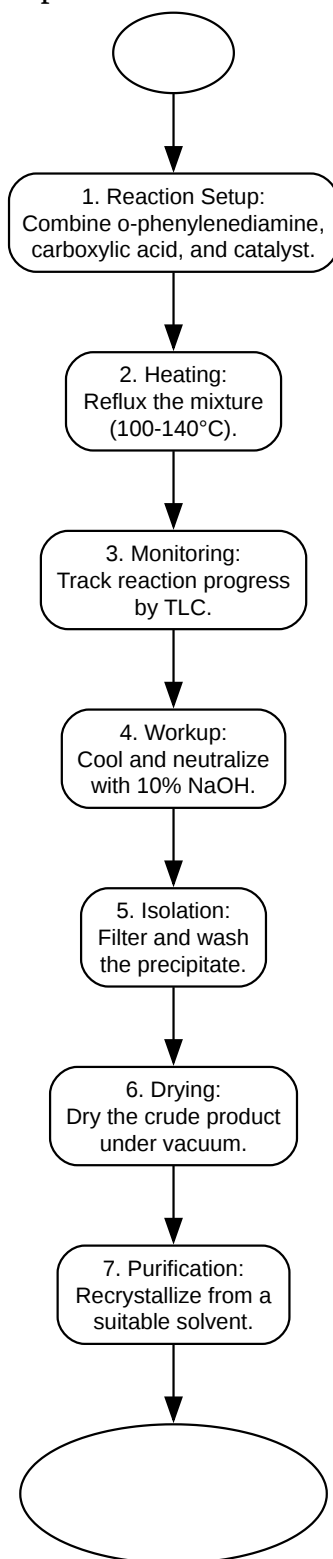 1. Reaction Setup:
Combine o-phenylenediamine,
carboxylic acid, and catalyst.
2. Heating:
Reflux the mixture
(100-140°C).
3. Monitoring:
Track reaction progress
by TLC.
4. Workup:
Cool and neutralize
with 10% NaOH.
5. Isolation:
Filter and wash
the precipitate.
6. Drying:
Dry the crude product
under vacuum.
7. Purification:
Recrystallize from a
suitable solvent.